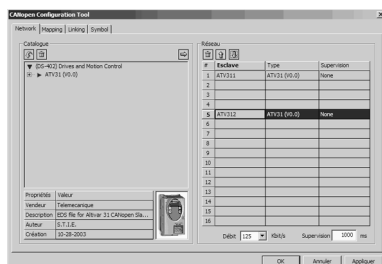 CANopen Configuration Tool
Network Mapping Linking Symbol
Catalogue
(DS-402) Drives and Motion Control
ATV31 (V0.0)
Propriétés Valeur
Vendeur Telemecanique
Description EDS file for Altivar 31 CANopen Sla...
Auteur S.T.I.E.
Création 10-28-2003
Réseau
# Esclave Type Supervision
1 ATV311 ATV31 (V0.0) None
2
3
4
5 ATV312 ATV31 (V0.0) None
6
7
8
9
10
11
12
13
14
15
16
Débit 125 Kbit/s Supervision 1000 ms
OK Annuler Appliquer